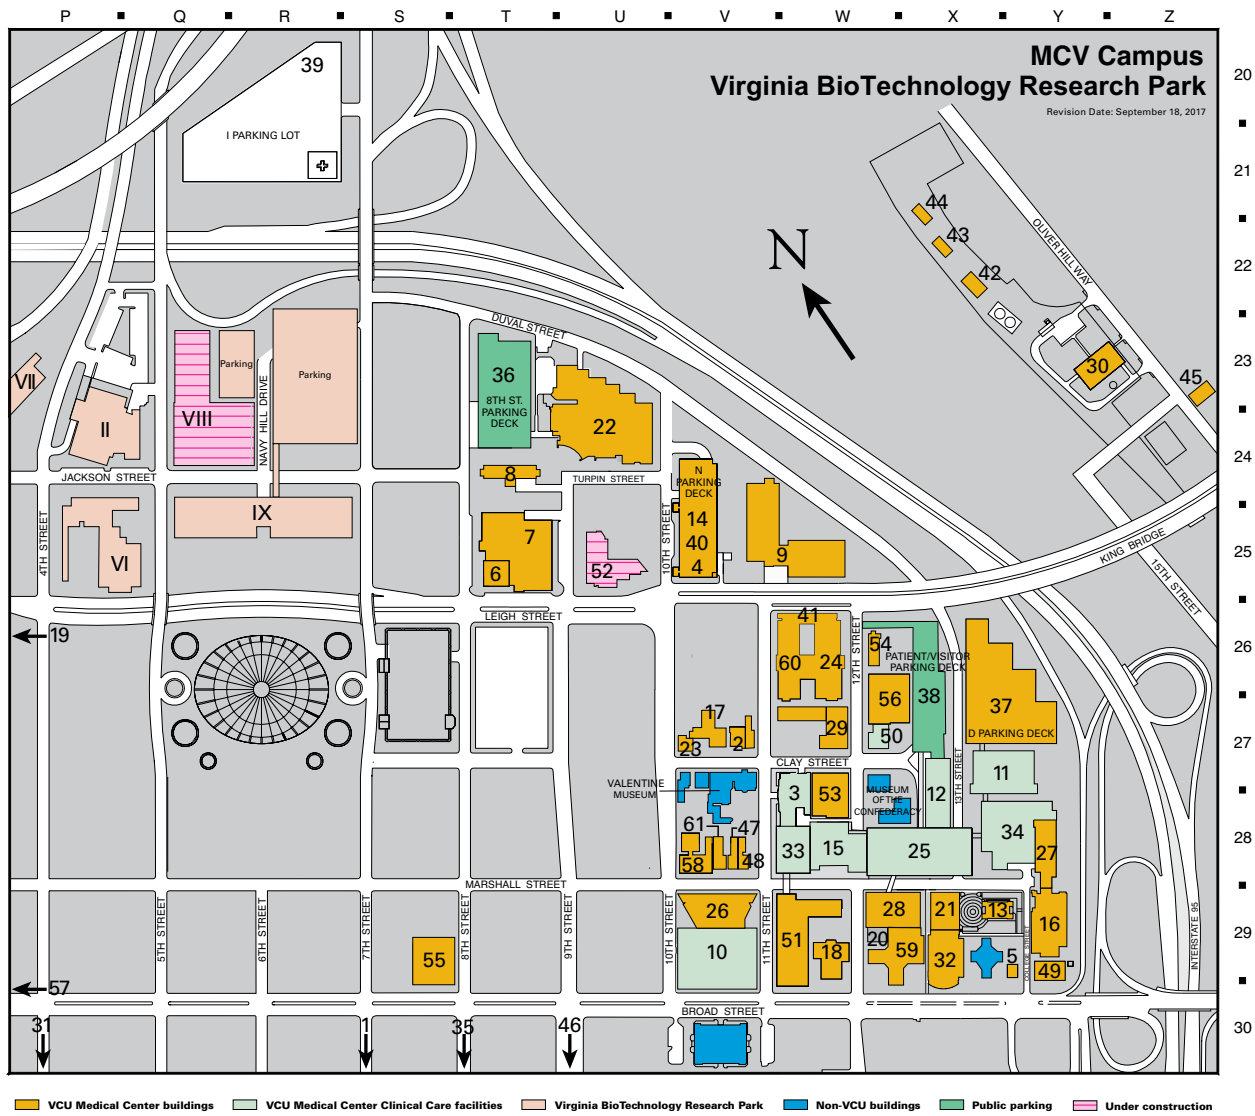 P Q R S T U V W X Y Z
MCV Campus
Virginia BioTechnology Research Park
Revision Date: September 18, 2017
20
39
I PARKING LOT
21
44
43
42
OLIVER HILL WAY
N
22
DUVAL STREET
VII
II
VIII
Parking
Parking
NAVY HILL DRIVE
36
8TH ST.
PARKING
DECK
22
30
45
23
JACKSON STREET
8
TURPIN STREET
N
PARKING
DECK
24
4TH STREET
VI
IX
7
6
52
10TH STREET
14
40
4
9
KING BRIDGE
15TH STREET
25
LEIGH STREET
19
41
60
24
12TH STREET
54
PATIENT/VISITOR
PARKING DECK
56
38
37
D PARKING DECK
26
17
23
2
29
50
13TH STREET
27
CLAY STREET
VALENTINE
MUSEUM
3
53
MUSEUM
OF THE
CONFEDERACY
12
11
61
47
58
48
33
15
25
34
27
28
MARSHALL STREET
5TH STREET
6TH STREET
7TH STREET
8TH STREET
9TH STREET
10TH STREET
11TH STREET
55
26
10
51
18
28
20
59
21
32
13
5
COLLEGE STREET
16
49
INTERSTATE 95
29
57
BROAD STREET
31
1
35
46
30
VCU Medical Center buildings
VCU Medical Center Clinical Care facilities
Virginia BioTechnology Research Park
Non-VCU buildings
Public parking
Under construction